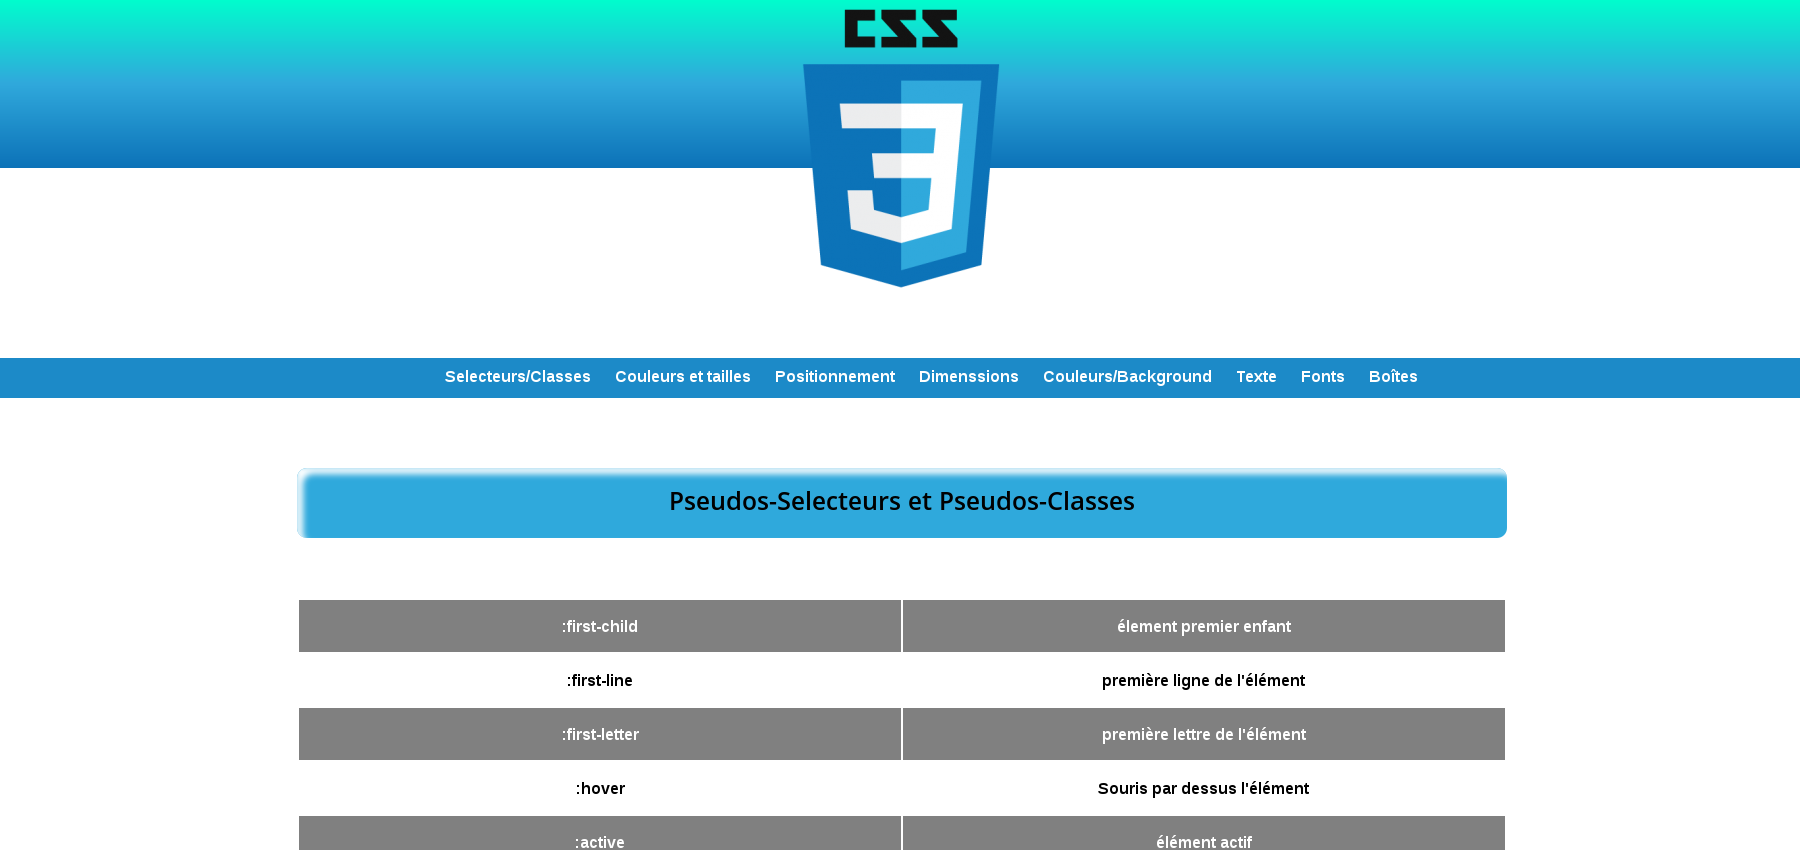 CSS
3
Selecteurs/Classes Couleurs et tailles Positionnement Dimenssions Couleurs/Background Texte Fonts Boîtes
Pseudos-Selecteurs et Pseudos-Classes
:first-child élement premier enfant
:first-line première ligne de l'élément
:first-letter première lettre de l'élément
:hover Souris par dessus l'élément
:active élément actif